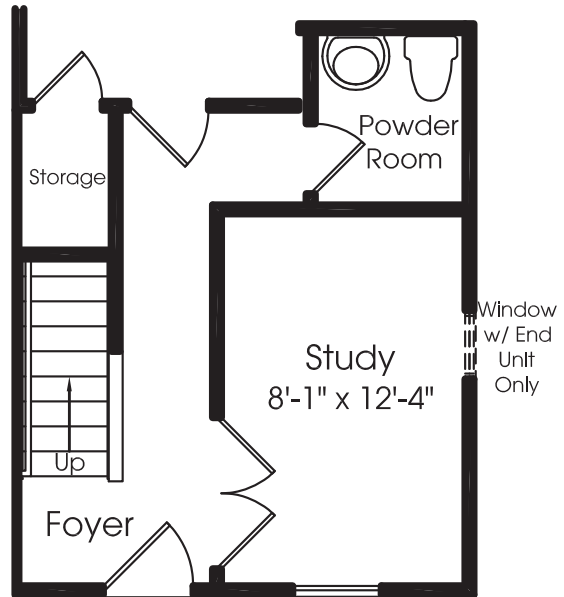 Powder
Room
Storage
Window
w/ End
Unit
Only
Study
8'-1" x 12'-4"
Up
Foyer